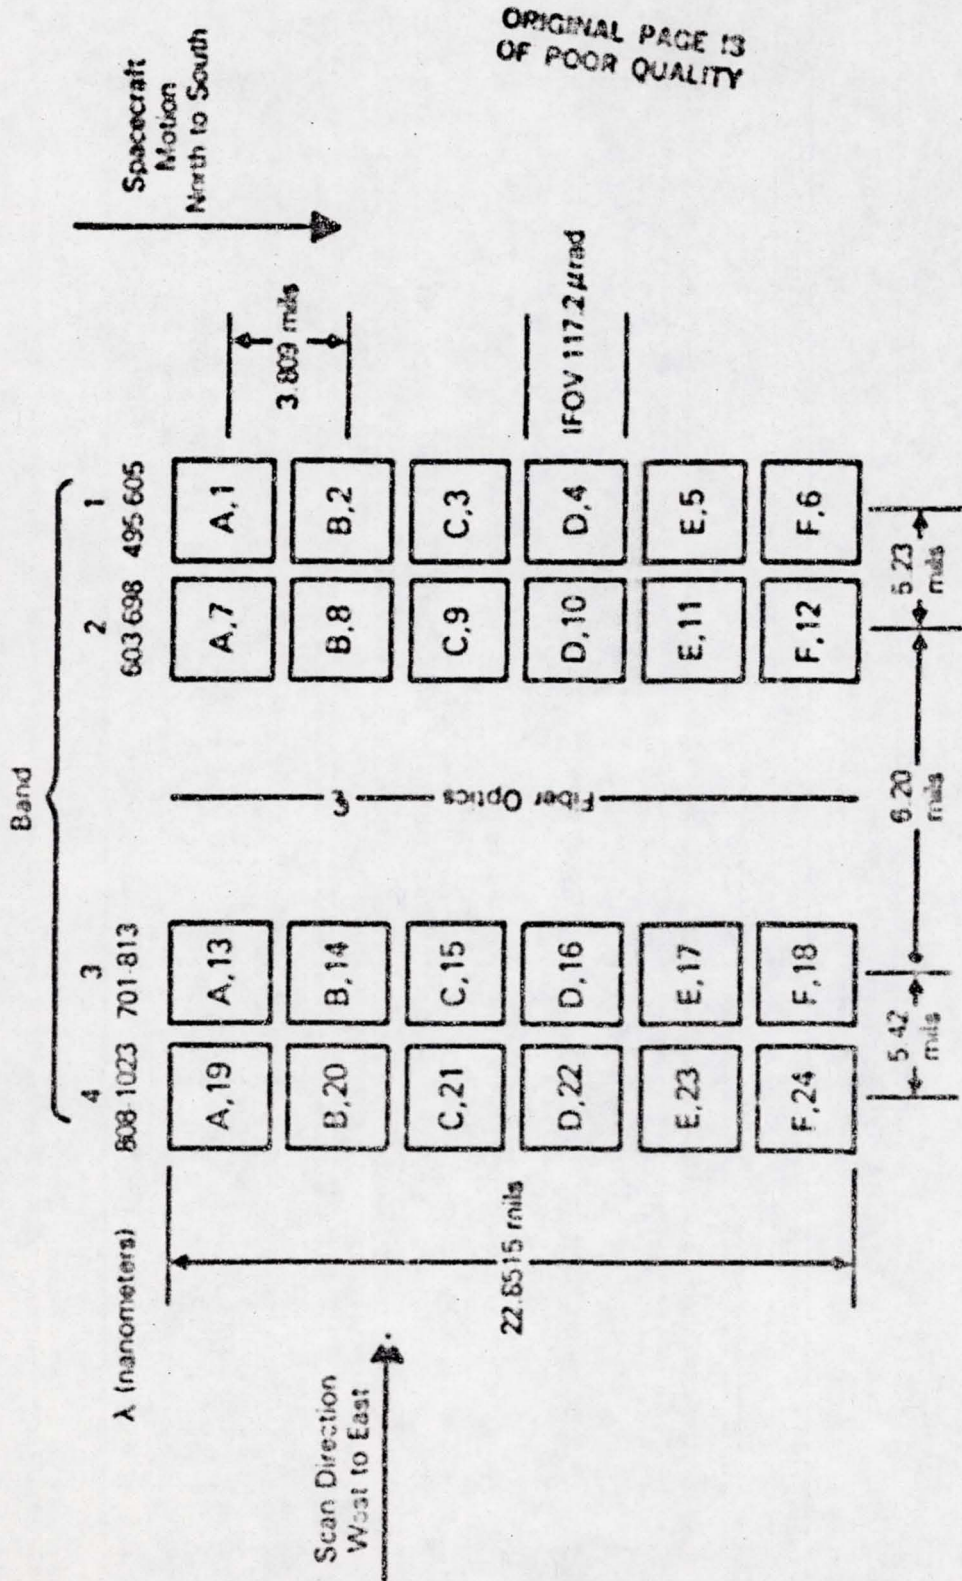 ORIGINAL PAGE IS
OF POOR QUALITY
Spacecraft
Motion
North to South
Band
4
3
2
1
λ (nanometers)
808-1023
701-813
603 698
495-605
A,19
A,13
A,7
A,1
B,20
B,14
B,8
B,2
C,21
C,15
C,9
C,3
D,22
D,16
D,10
D,4
E,23
E,17
E,11
E,5
F,24
F,18
F,12
F,6
3.809 mils
IFOV 117.2 µrad
Fiber Optics
22.6515 mils
Scan Direction
West to East
5.42
mils
6.20
mils
5 23
mils